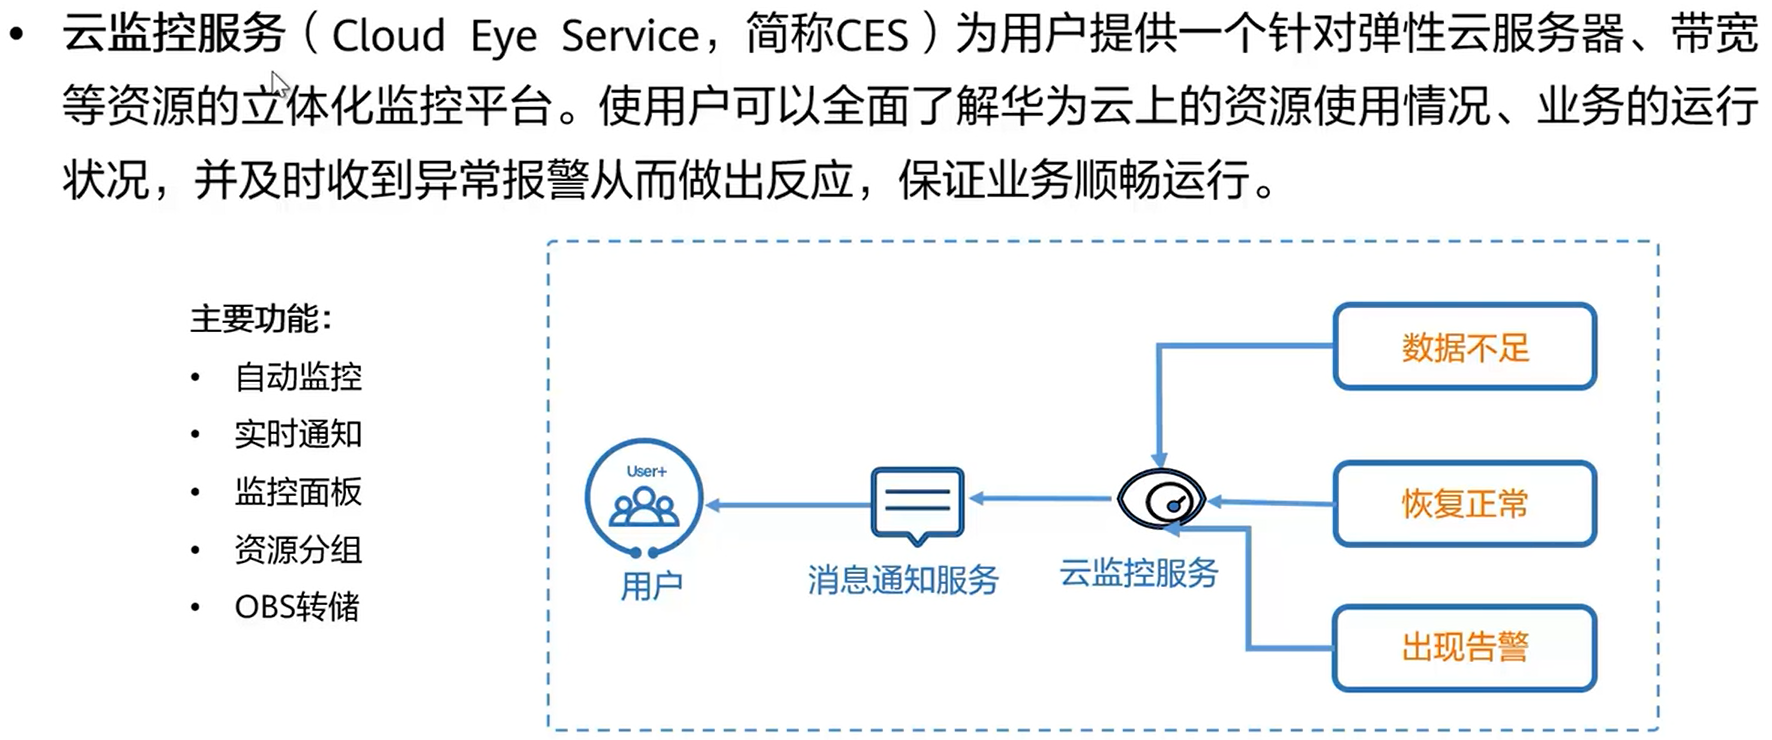 • 云监控服务（Cloud Eye Service，简称CES）为用户提供一个针对弹性云服务器、带宽
等资源的立体化监控平台。使用户可以全面了解华为云上的资源使用情况、业务的运行
状况，并及时收到异常报警从而做出反应，保证业务顺畅运行。
主要功能：
• 自动监控
• 实时通知
• 监控面板
• 资源分组
• OBS转储
User+
用户
消息通知服务
云监控服务
数据不足
恢复正常
出现告警